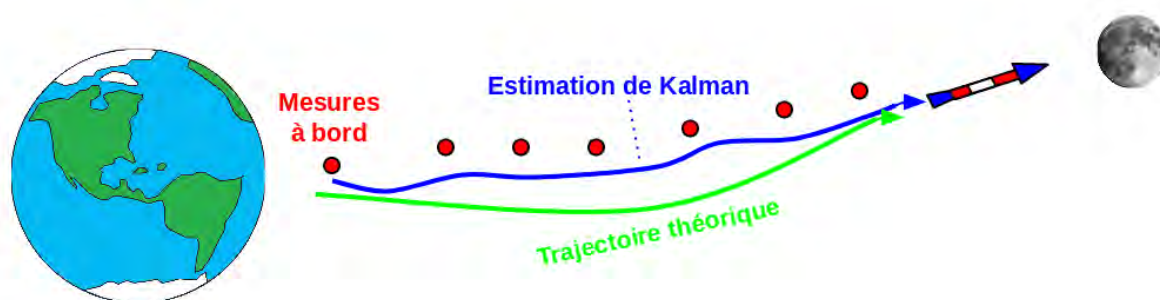 Mesures
à bord
Estimation de Kalman
Trajectoire théorique